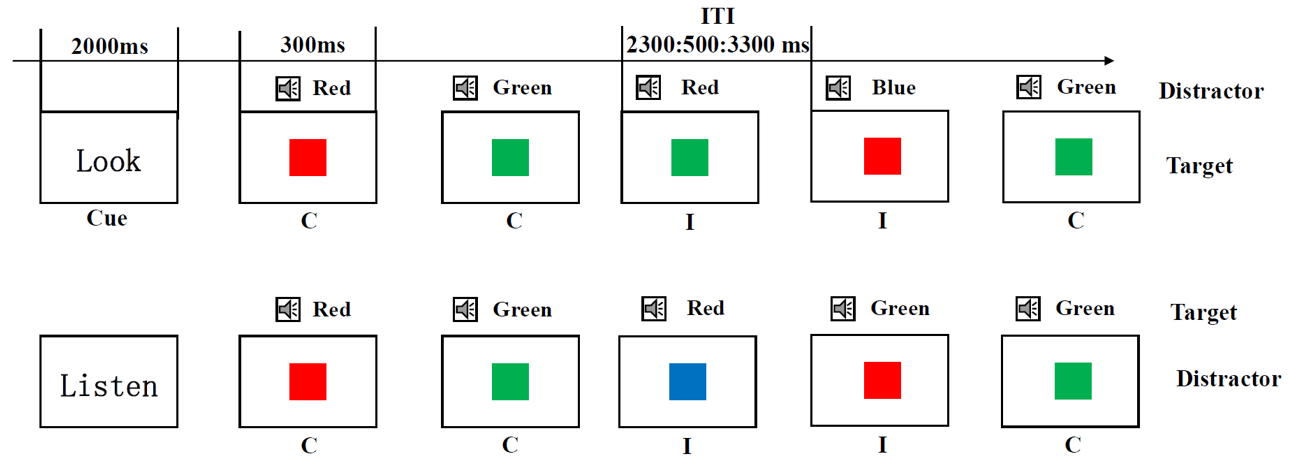 ITI
2000ms 300ms 2300:500:3300 ms
Red Green Red Blue Green Distractor
Look Target
Cue C C I I C
Red Green Red Green Green Target
Listen Distractor
C C I I C